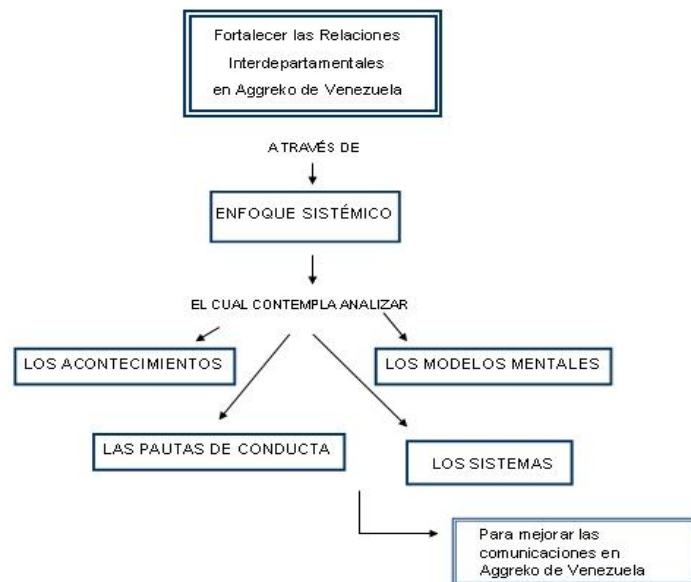 Fortalecer las Relaciones
Interdepartamentales
en Aggreko de Venezuela
A TRAVÉS DE
ENFOQUE SISTÉMICO
EL CUAL CONTEMPLA ANALIZAR
LOS ACONTECIMIENTOS
LOS MODELOS MENTALES
LAS PAUTAS DE CONDUCTA
LOS SISTEMAS
Para mejorar las
comunicaciones en
Aggreko de Venezuela